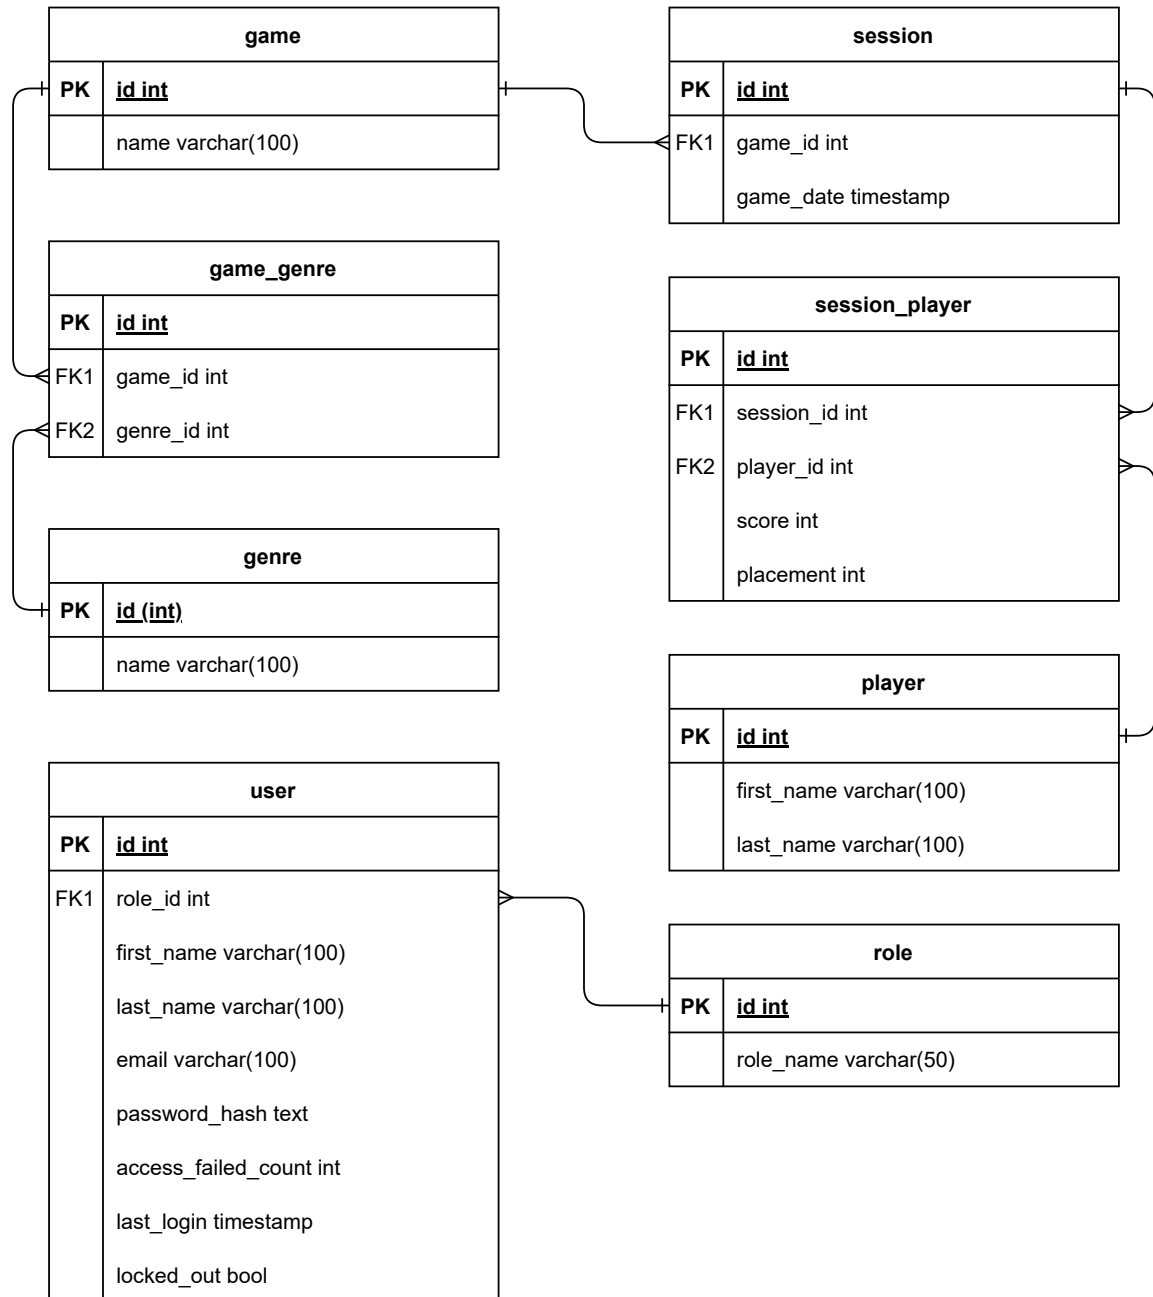 game
PK id int
name varchar(100)
game_genre
PK id int
FK1 game_id int
FK2 genre_id int
genre
PK id (int)
name varchar(100)
user
PK id int
FK1 role_id int
first_name varchar(100)
last_name varchar(100)
email varchar(100)
password_hash text
access_failed_count int
last_login timestamp
locked_out bool
session
PK id int
FK1 game_id int
game_date timestamp
session_player
PK id int
FK1 session_id int
FK2 player_id int
score int
placement int
player
PK id int
first_name varchar(100)
last_name varchar(100)
role
PK id int
role_name varchar(50)